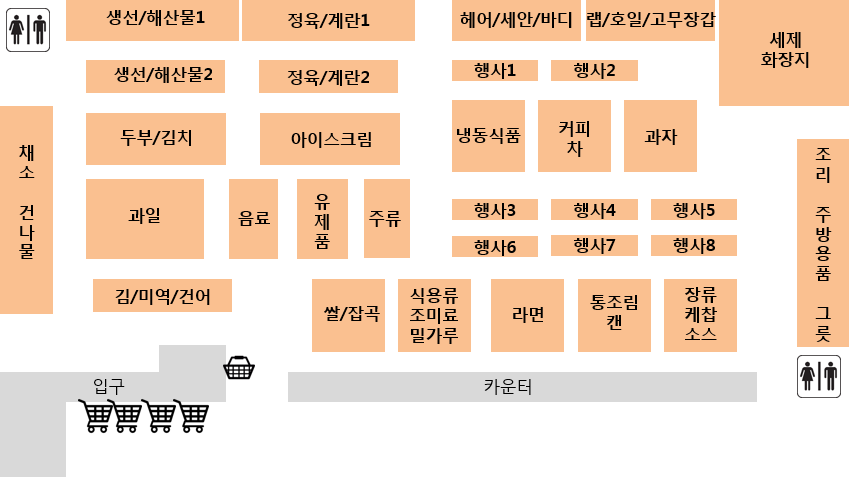 생선/해산물1
정육/계란1
헤어/세안/바디
랩/호일/고무장갑
세제
화장지
생선/해산물2
정육/계란2
행사1
행사2
채소 건나물
두부/김치
아이스크림
냉동식품
커피
차
과자
조리 주방용품 그릇
과일
음료
유제품
주류
행사3
행사4
행사5
행사6
행사7
행사8
김/미역/건어
쌀/잡곡
식용류
조미료
밀가루
라면
통조림
캔
장류
케찹
소스
입구
카운터